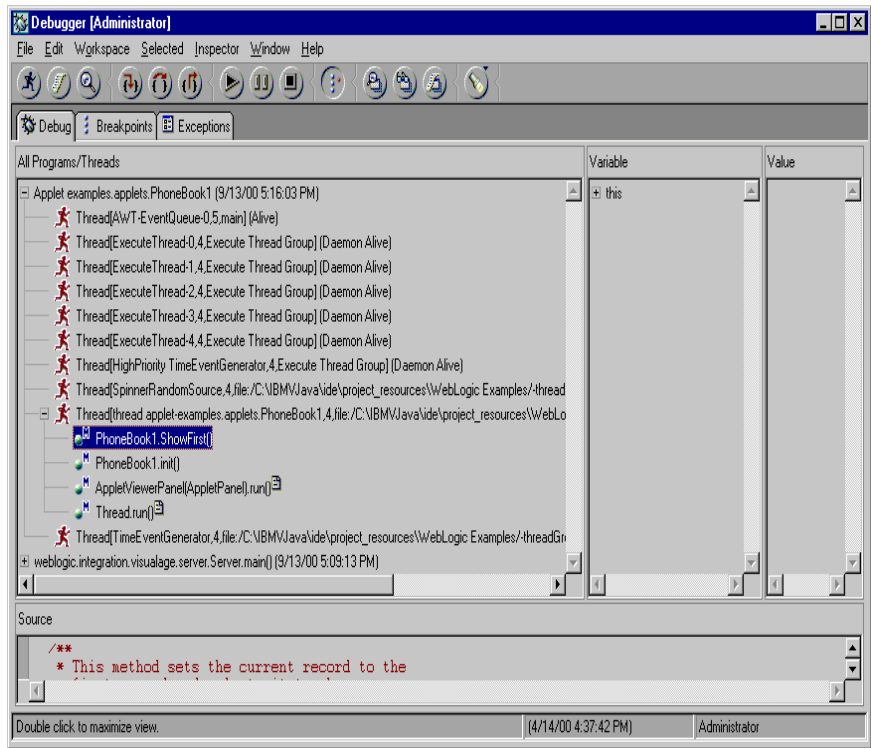 Debugger [Administrator]
File Edit Workspace Selected Inspector Window Help
Debug Breakpoints Exceptions
All Programs/Threads Variable Value
Applet examples.applets.PhoneBook1 (9/13/00 5:16:03 PM)
this
Thread[AWT-EventQueue-0,5,main] (Alive)
Thread[ExecuteThread-0,4,Execute Thread Group] (Daemon Alive)
Thread[ExecuteThread-1,4,Execute Thread Group] (Daemon Alive)
Thread[ExecuteThread-2,4,Execute Thread Group] (Daemon Alive)
Thread[ExecuteThread-3,4,Execute Thread Group] (Daemon Alive)
Thread[ExecuteThread-4,4,Execute Thread Group] (Daemon Alive)
Thread[HighPriority TimeEventGenerator,4,Execute Thread Group] (Daemon Alive)
Thread[SpinnerRandomSource,4,file:/C:\IBMVJava\ide\project_resources\WebLogic Examples/-thread
Thread[thread applet-examples.applets.PhoneBook1,4,file:/C:\IBMVJava\ide\project_resources\WebLo
PhoneBook1.ShowFirst()
PhoneBook1.init()
AppletViewerPanel(AppletPanel).run()
Thread.run()
Thread[TimeEventGenerator,4,file:/C:\IBMVJava\ide\project_resources\WebLogic Examples/-threadGr
weblogic.integration.visualage.server.Server.main() (9/13/00 5:09:13 PM)
Source
/**
* This method sets the current record to the
Double click to maximize view. (4/14/00 4:37:42 PM) Administrator